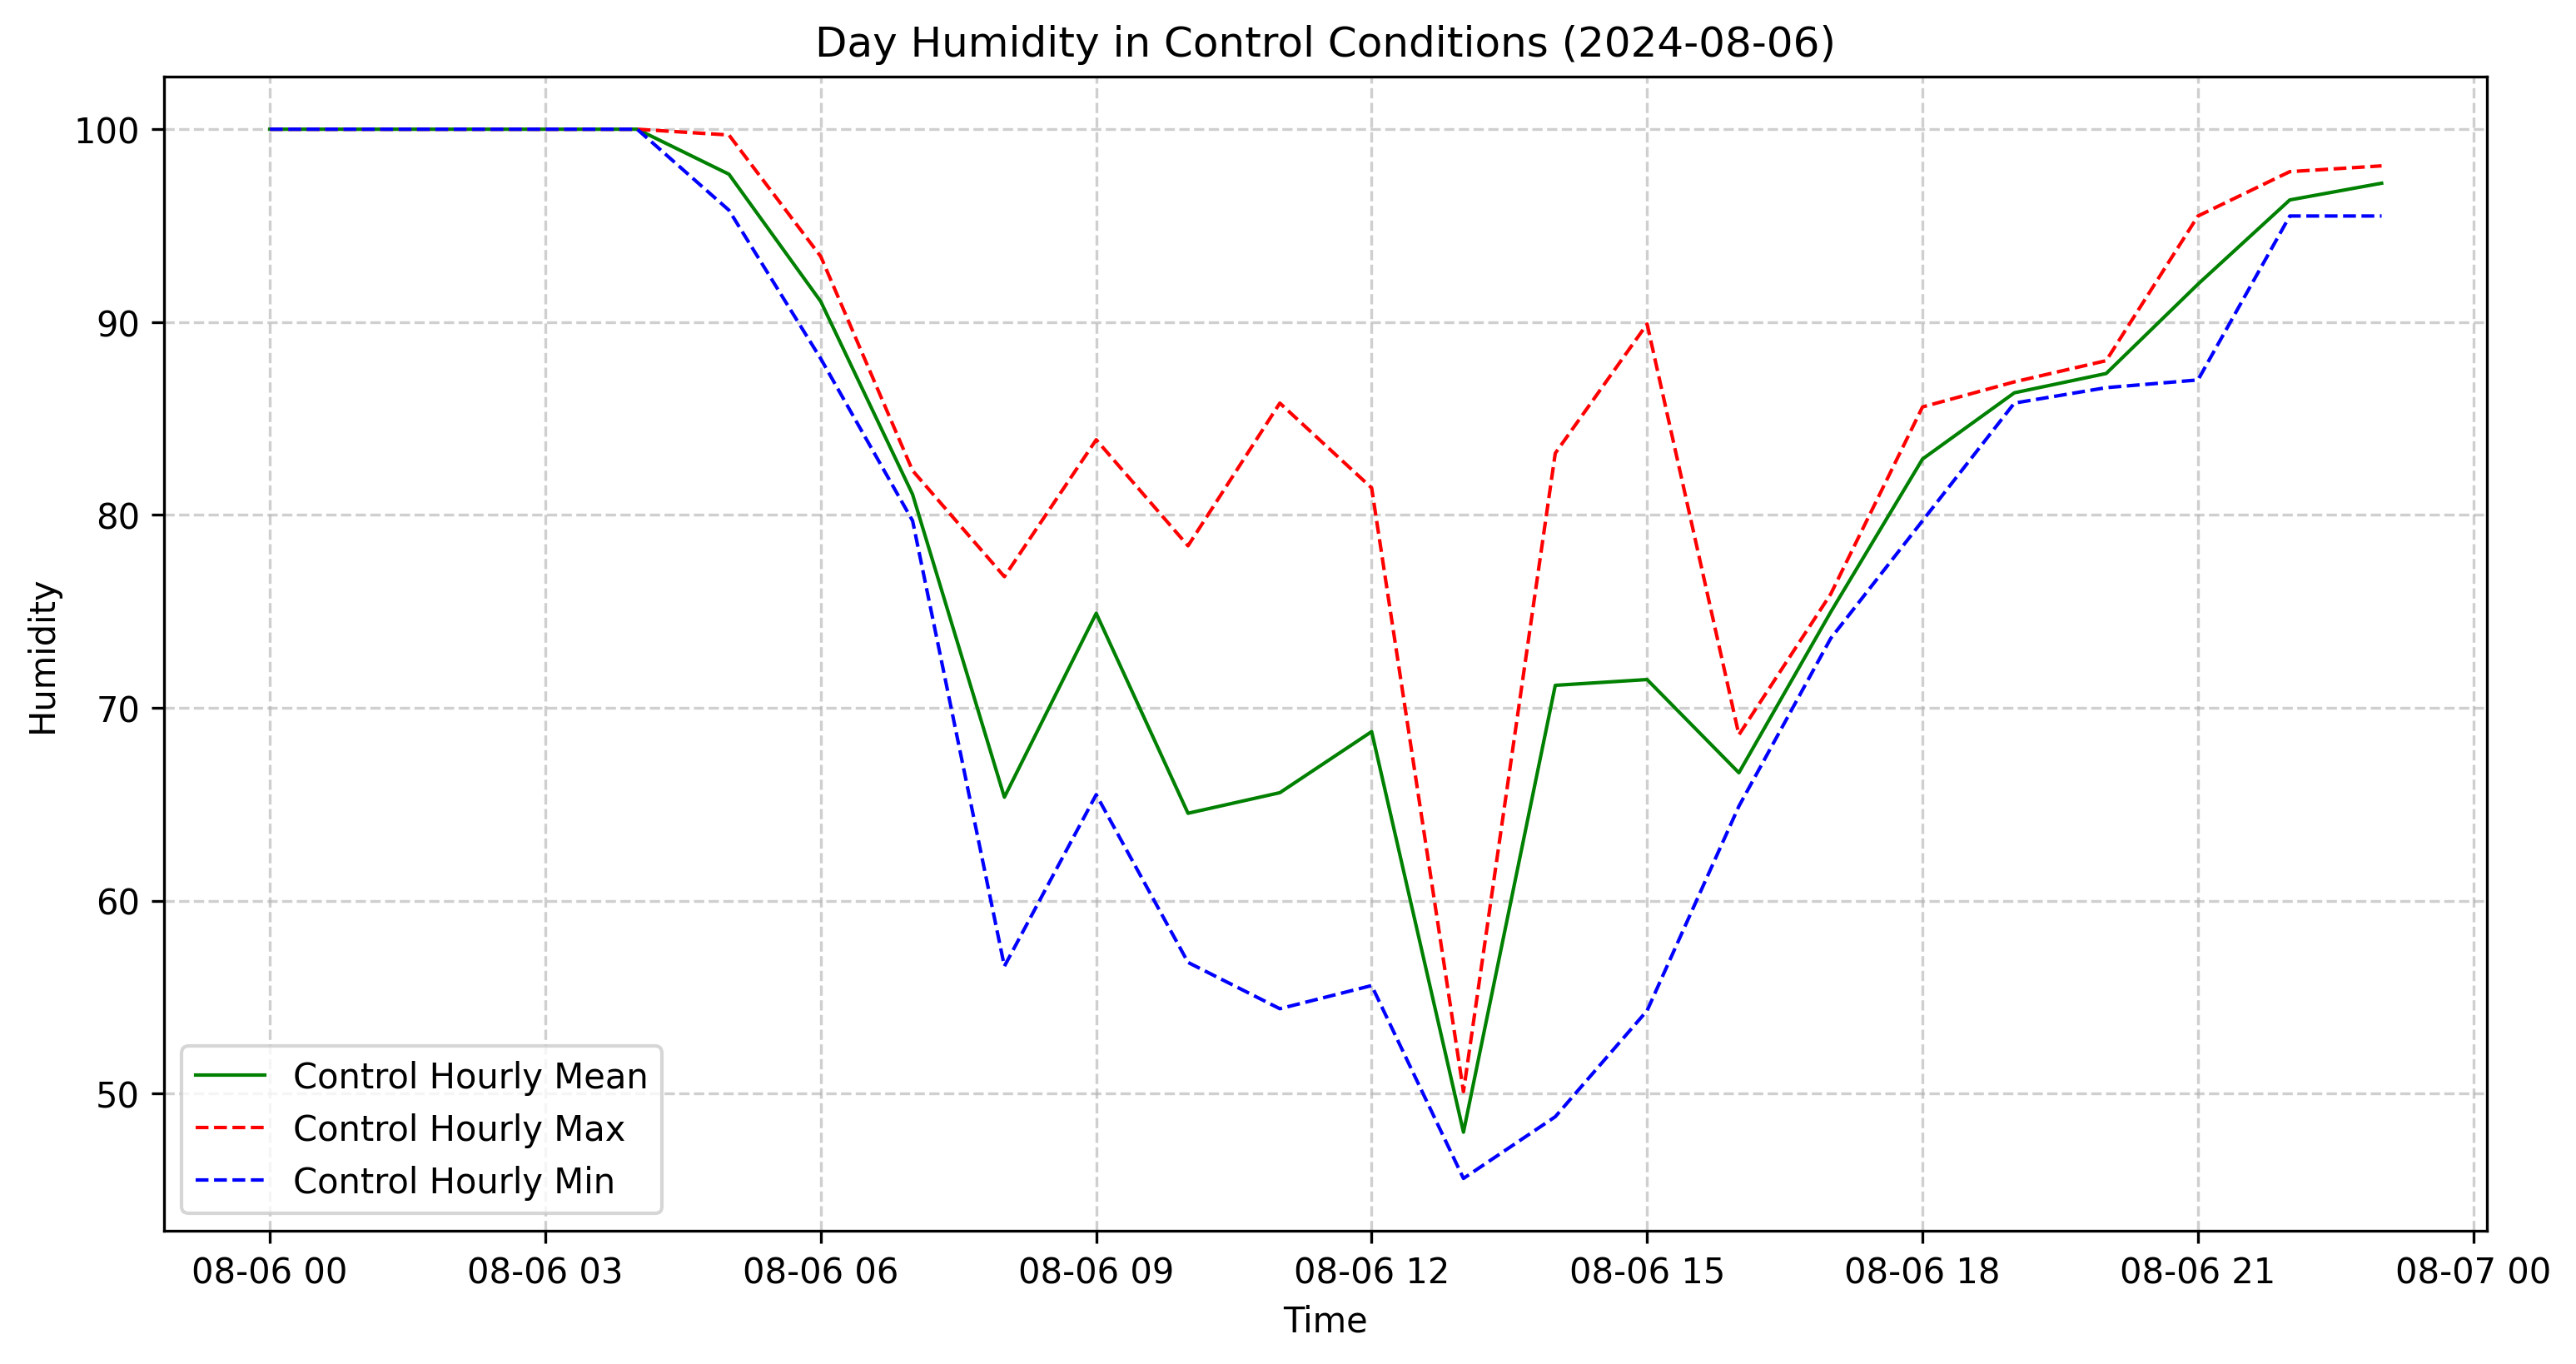 Day Humidity in Control Conditions (2024-08-06)
100
90
80
70
60
50
Humidity
Control Hourly Mean
Control Hourly Max
Control Hourly Min
08-06 00 08-06 03 08-06 06 08-06 09 08-06 12 08-06 15 08-06 18 08-06 21 08-07 00
Time